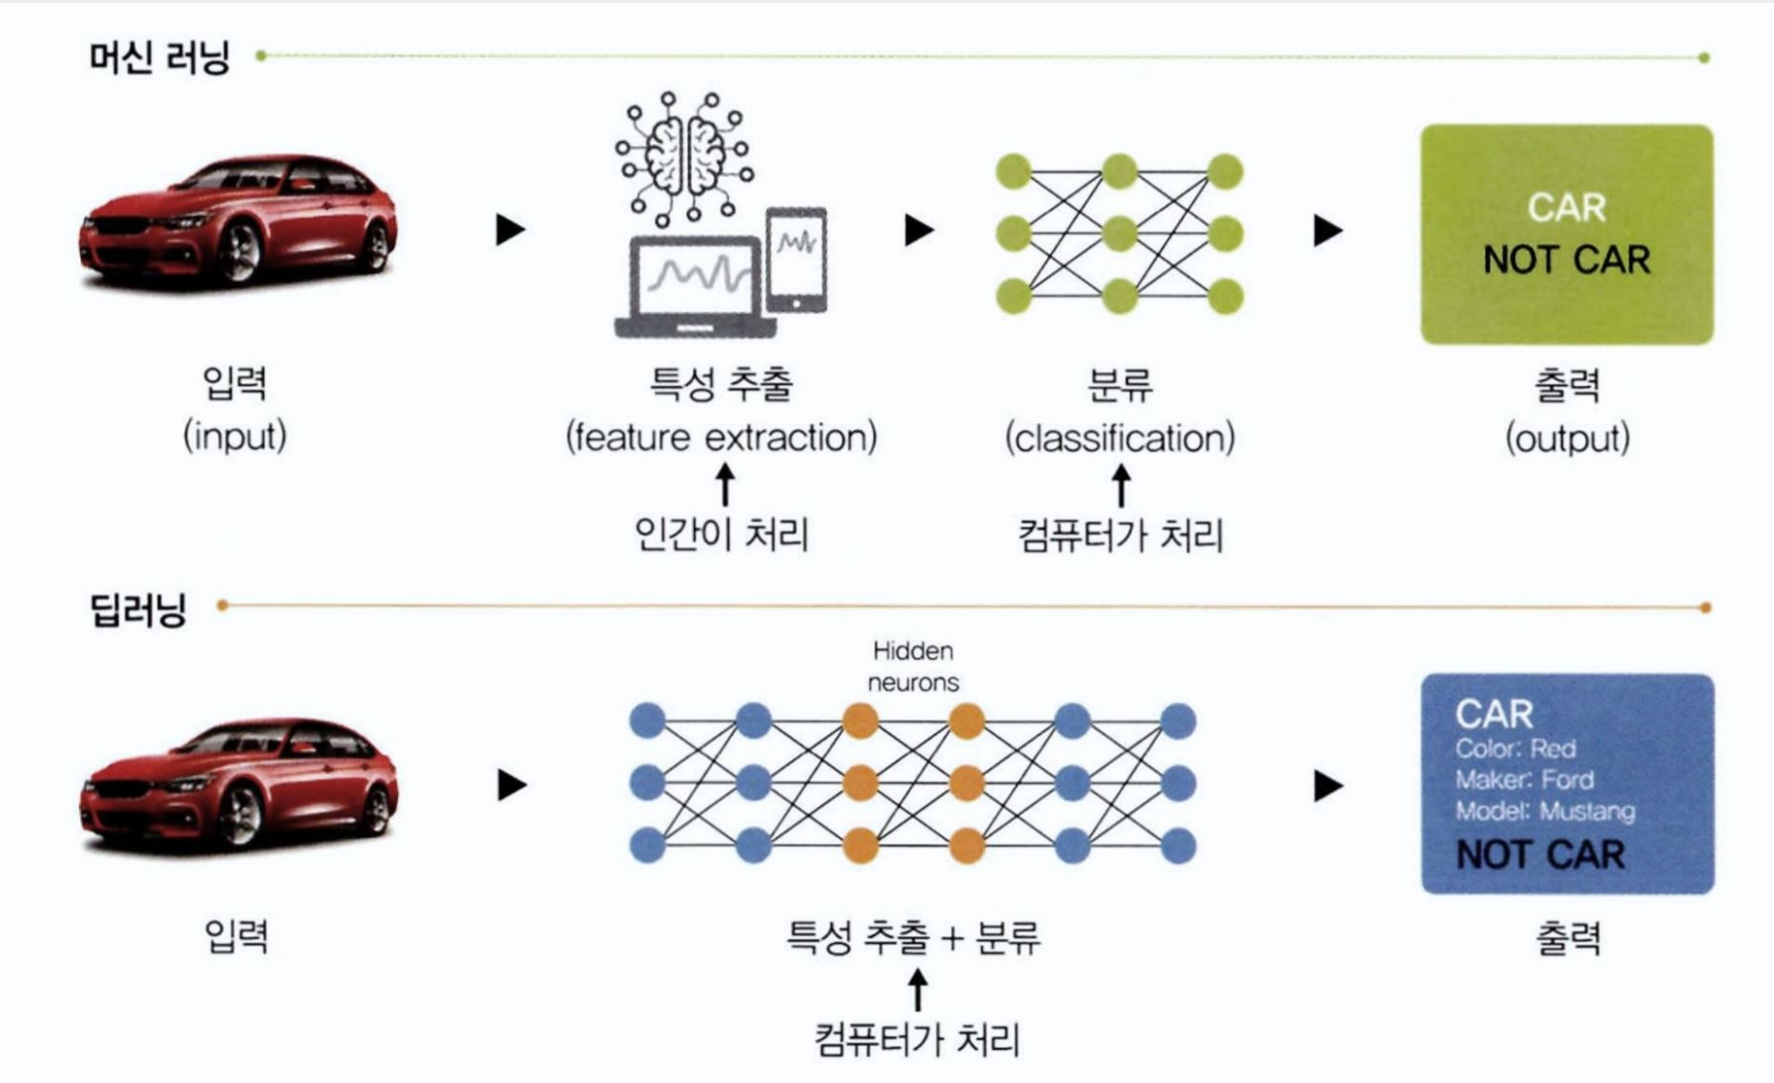 머신 러닝
CAR
NOT CAR
입력
(input)
특성 추출
(feature extraction)
분류
(classification)
출력
(output)
인간이 처리
컴퓨터가 처리
딥러닝
Hidden
neurons
CAR
Color: Red
Maker: Ford
Model: Mustang
NOT CAR
입력
특성 추출 + 분류
출력
컴퓨터가 처리